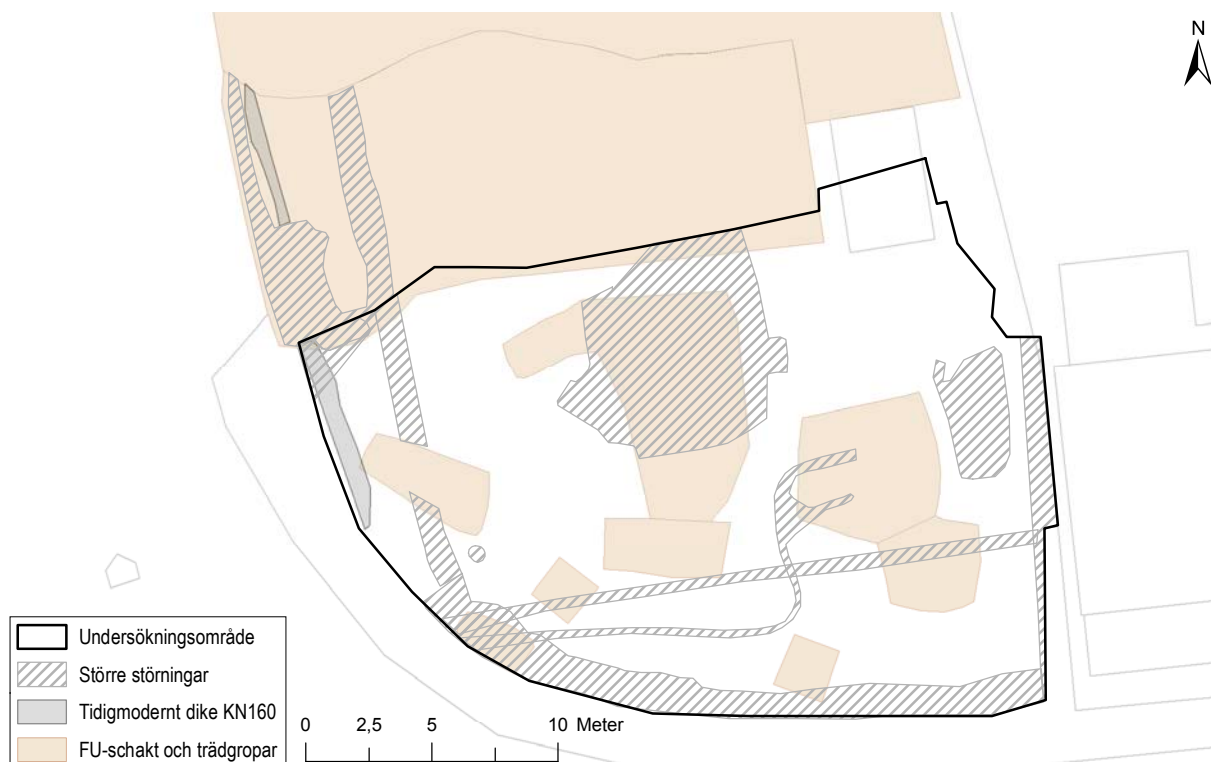 N
Undersökningsområde
Större störningar
Tidigmodernt dike KN160
FU-schakt och trädgropar
0 2,5 5 10 Meter